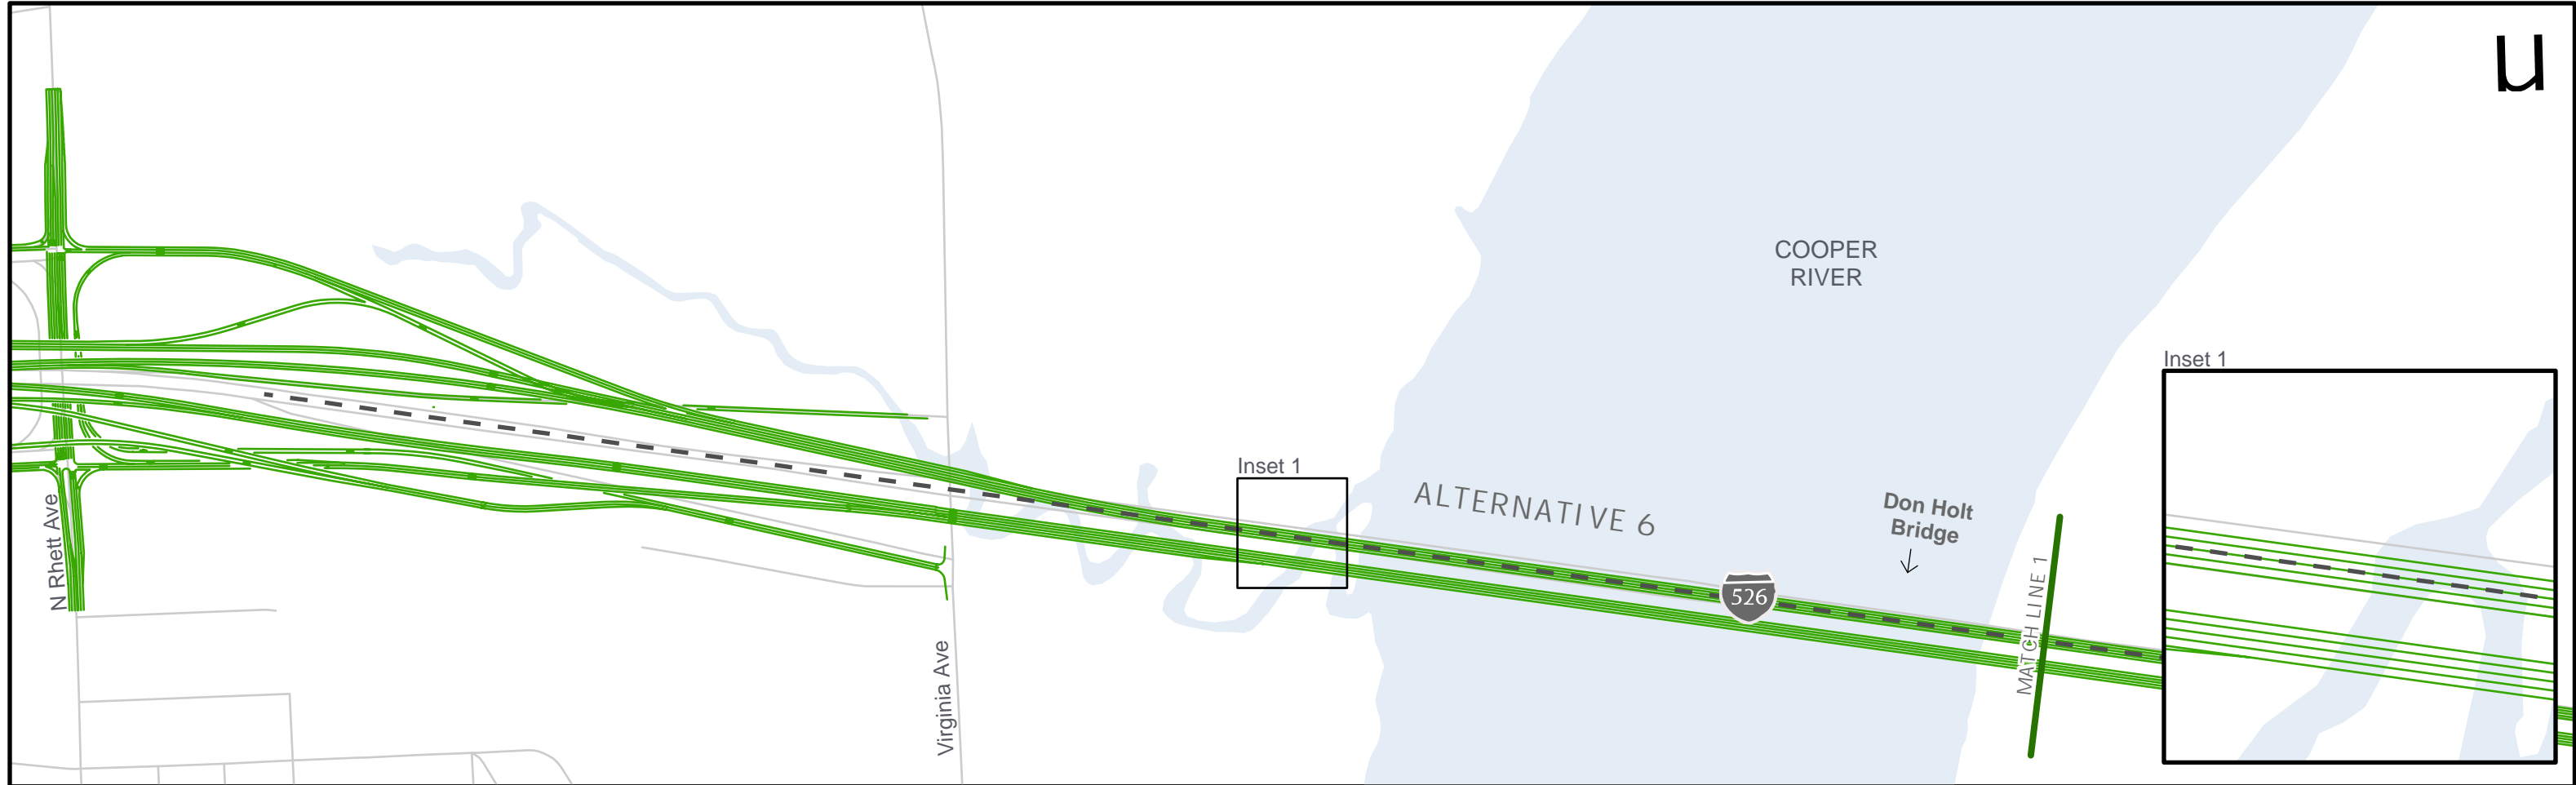 u
COOPER
RIVER
Inset 1
Inset 1
ALTERNATIVE 6
Don Holt
Bridge
526
MATCH LINE 1
N Rhett Ave
Virginia Ave